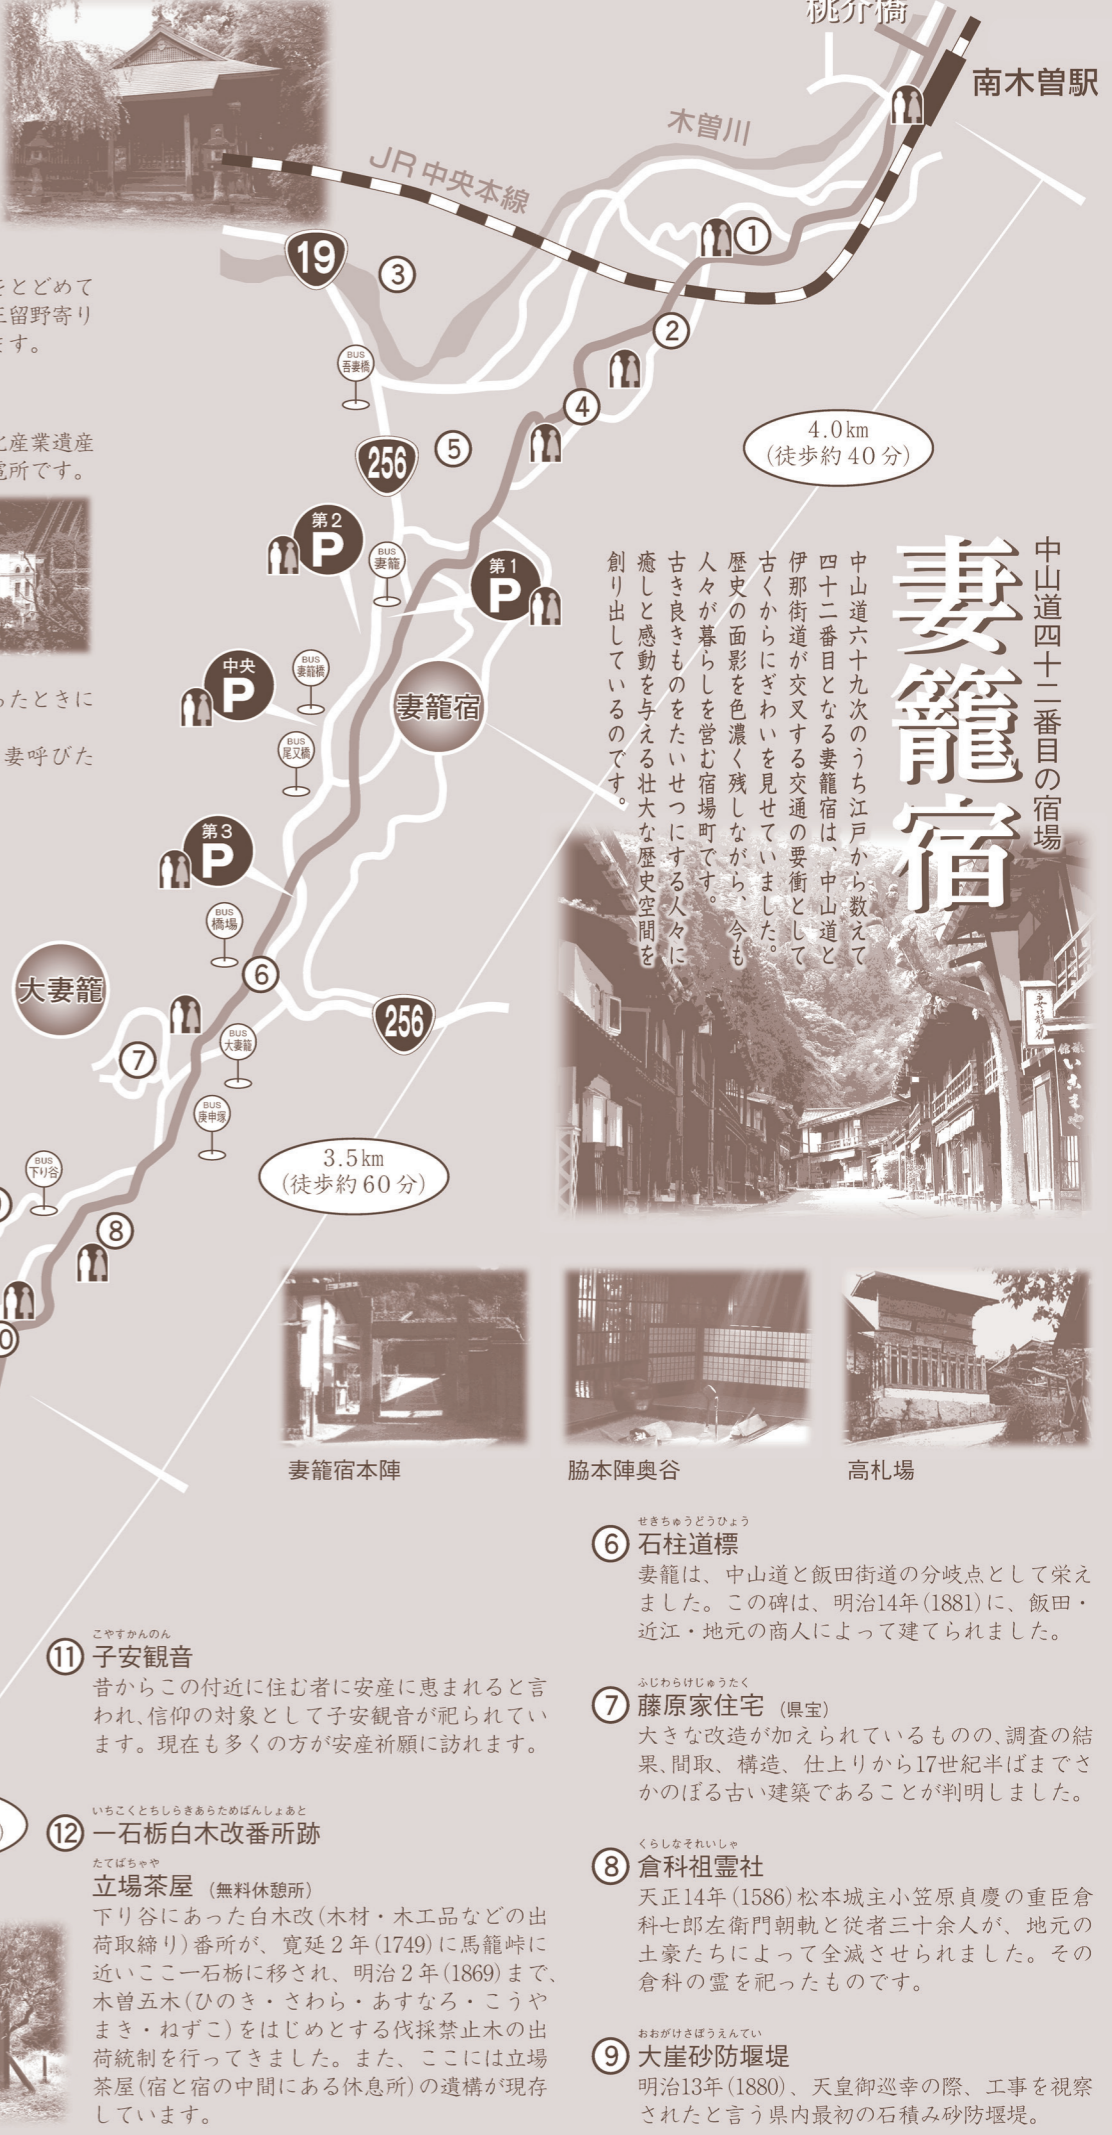 桃介橋
南木曽駅
木曽川
JR中央本線
19
①
③
②
をとどめて
三留野寄り
ます。
BUS
吾妻橋
④
4.0km
(徒歩約40分)
化産業遺産
電所です。
256
⑤
第2
P
BUS
妻籠
第1
P
中山道四十二番目の宿場
妻籠宿
中山道六十九次のうち江戸から数えて
四十二番目となる妻籠宿は、中山道と
伊那街道が交叉する交通の要衝として
古くからにぎわいを見せていました。
歴史の面影を色濃く残しながら、今も
人々が暮らしを営む宿場町です。
古き良きものをたいせつにする人々に
癒しと感動を与える壮大な歴史空間を
創り出しているのです。
中央
P
BUS
妻籠橋
妻籠宿
ったときに
妻呼びた
BUS
尾又橋
第3
P
BUS
橋場
⑥
大妻籠
256
BUS
大妻籠
⑦
BUS
庚申塚
3.5km
(徒歩約60分)
BUS
下り谷
⑧
妻籠宿本陣
脇本陣奥谷
高札場
せきちゅうどうひょう
⑥ 石柱道標
妻籠は、中山道と飯田街道の分岐点として栄え
ました。この碑は、明治14年(1881)に、飯田・
近江・地元の商人によって建てられました。
ふじわらけじゅうたく
⑦ 藤原家住宅 (県宝)
大きな改造が加えられているものの、調査の結
果、間取、構造、仕上りから17世紀半ばまでさ
かのぼる古い建築であることが判明しました。
くらしなそれいしゃ
⑧ 倉科祖霊社
天正14年(1586)松本城主小笠原貞慶の重臣倉
科七郎左衛門朝軌と従者三十余人が、地元の
土豪たちによって全滅させられました。その
倉科の霊を祀ったものです。
おおがけさぼうえんてい
⑨ 大崖砂防堰堤
明治13年(1880)、天皇御巡幸の際、工事を視察
されたと言う県内最初の石積み砂防堰堤。
こやすかんのん
⑪ 子安観音
昔からこの付近に住む者に安産に恵まれると言
われ、信仰の対象として子安観音が祀られてい
ます。現在も多くの方が安産祈願に訪れます。
いちこくとちしらきあらためばんしょあと
⑫ 一石栃白木改番所跡
たてばちゃや
立場茶屋 (無料休憩所)
下り谷にあった白木改(木材・木工品などの出
荷取締り)番所が、寛延2年(1749)に馬籠峠に
近いここ一石栃に移され、明治2年(1869)まで、
木曽五木(ひのき・さわら・あすなろ・こうや
まき・ねずこ)をはじめとする伐採禁止木の出
荷統制を行ってきました。また、ここには立場
茶屋(宿と宿の中間にある休息所)の遺構が現存
しています。